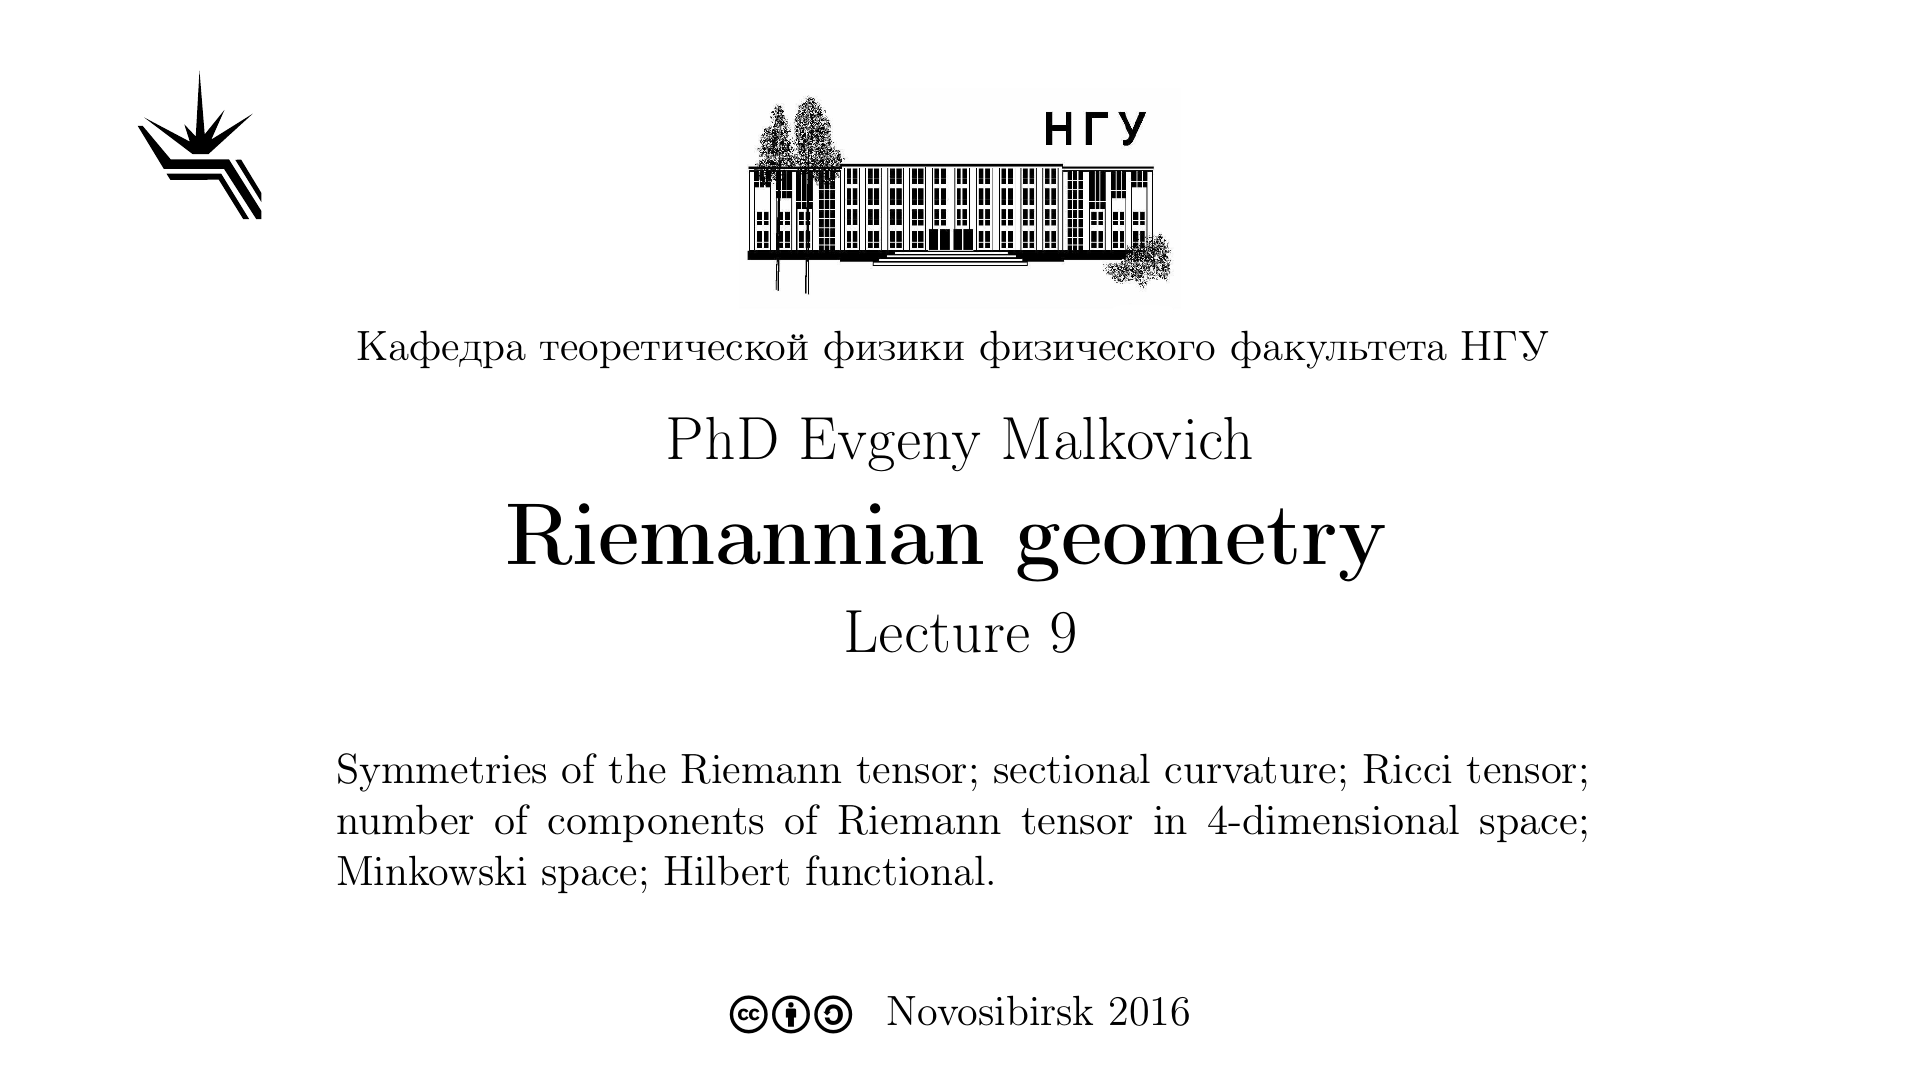 НГУ
Кафедра теоретической физики физического факультета НГУ
PhD Evgeny Malkovich
Riemannian geometry
Lecture 9
Symmetries of the Riemann tensor; sectional curvature; Ricci tensor;
number of components of Riemann tensor in 4-dimensional space;
Minkowski space; Hilbert functional.
cc Novosibirsk 2016